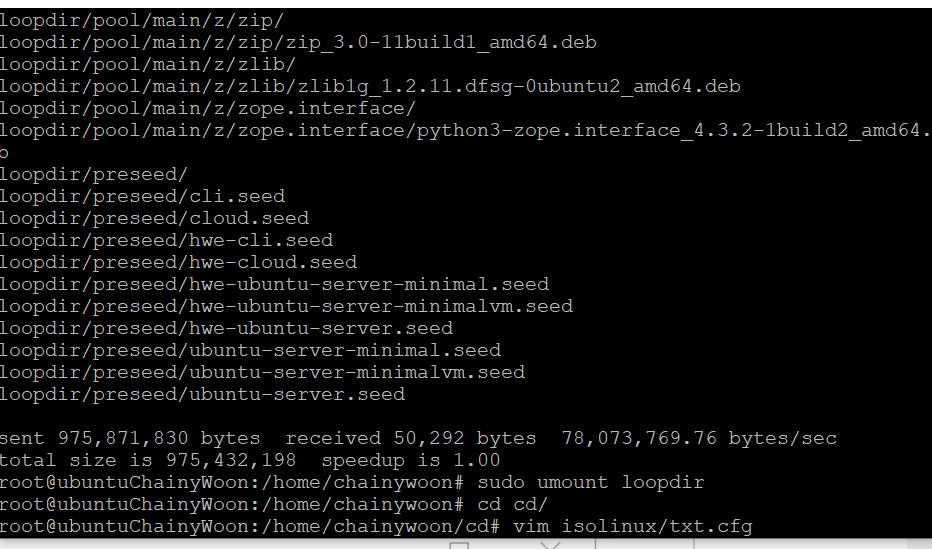 loopdir/pool/main/z/zip/
loopdir/pool/main/z/zip/zip_3.0-11build1_amd64.deb
loopdir/pool/main/z/zlib/
loopdir/pool/main/z/zlib/zlib1g_1.2.11.dfsg-0ubuntu2_amd64.deb
loopdir/pool/main/z/zope.interface/
loopdir/pool/main/z/zope.interface/python3-zope.interface_4.3.2-1build2_amd64.
b
loopdir/preseed/
loopdir/preseed/cli.seed
loopdir/preseed/cloud.seed
loopdir/preseed/hwe-cli.seed
loopdir/preseed/hwe-cloud.seed
loopdir/preseed/hwe-ubuntu-server-minimal.seed
loopdir/preseed/hwe-ubuntu-server-minimalvm.seed
loopdir/preseed/hwe-ubuntu-server.seed
loopdir/preseed/ubuntu-server-minimal.seed
loopdir/preseed/ubuntu-server-minimalvm.seed
loopdir/preseed/ubuntu-server.seed
sent 975,871,830 bytes  received 50,292 bytes  78,073,769.76 bytes/sec
total size is 975,432,198  speedup is 1.00
root@ubuntuChainyWoon:/home/chainywoon# sudo umount loopdir
root@ubuntuChainyWoon:/home/chainywoon# cd cd/
root@ubuntuChainyWoon:/home/chainywoon/cd# vim isolinux/txt.cfg